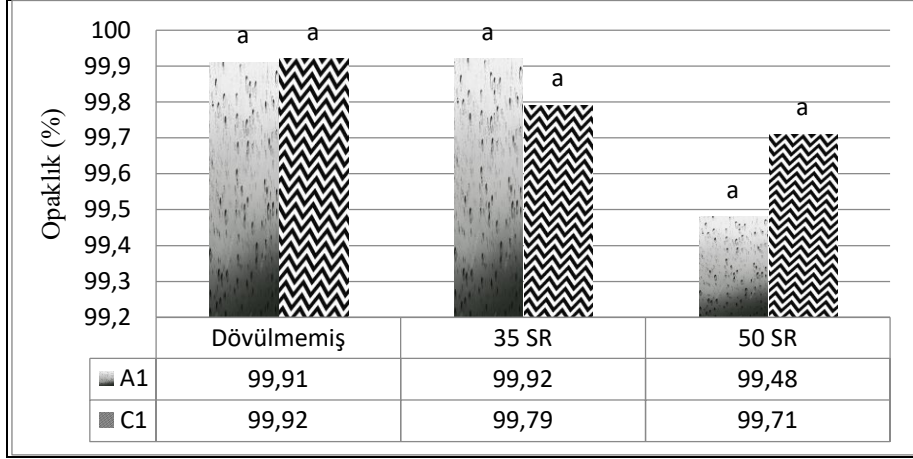 100
99,9
99,8
99,7
99,6
99,5
99,4
99,3
99,2
Opaklık (%)
a a a a a a
Dövülmemiş 35 SR 50 SR
A1 99,91 99,92 99,48
C1 99,92 99,79 99,71